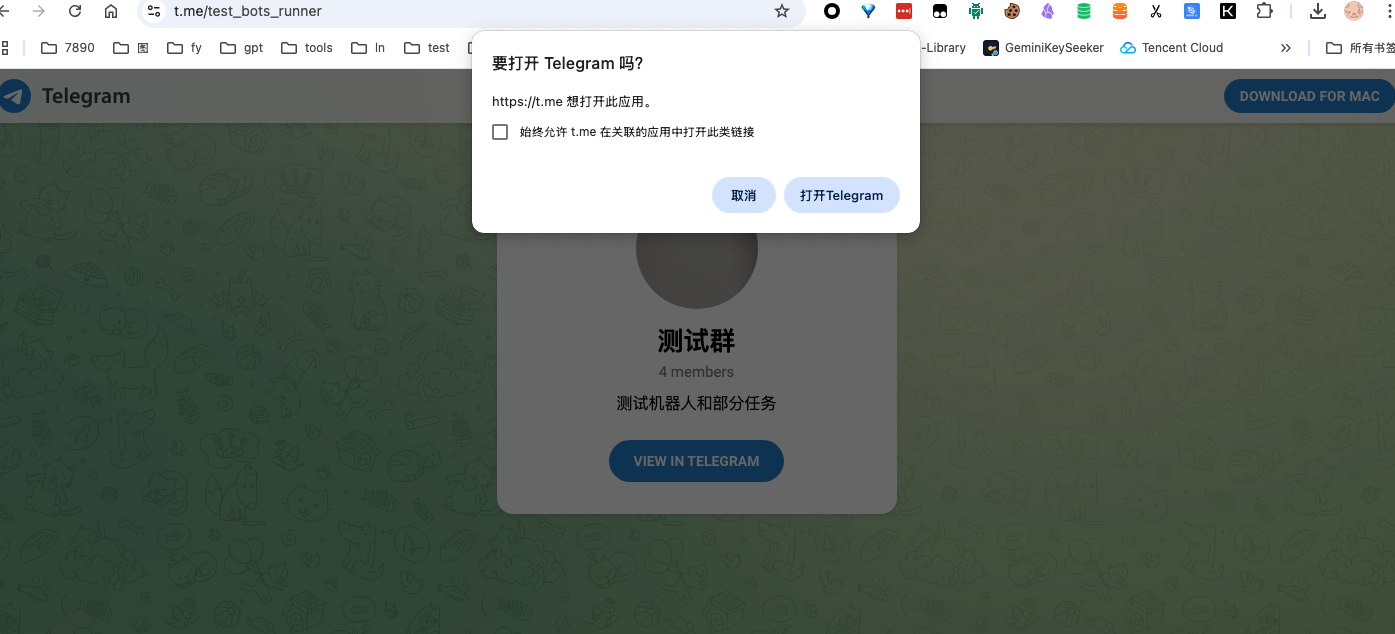 t.me/test_bots_runner
7890 图 fy gpt tools ln test -Library GeminiKeySeeker Tencent Cloud » 所有书签
Telegram
DOWNLOAD FOR MAC
要打开 Telegram 吗?
https://t.me 想打开此应用。
始终允许 t.me 在关联的应用中打开此类链接
取消 打开Telegram
测试群
4 members
测试机器人和部分任务
VIEW IN TELEGRAM